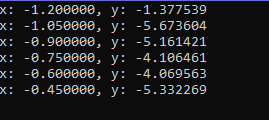 x: -1.200000, y: -1.377539
x: -1.050000, y: -5.673604
x: -0.900000, y: -5.161421
x: -0.750000, y: -4.106461
x: -0.600000, y: -4.069563
x: -0.450000, y: -5.332269